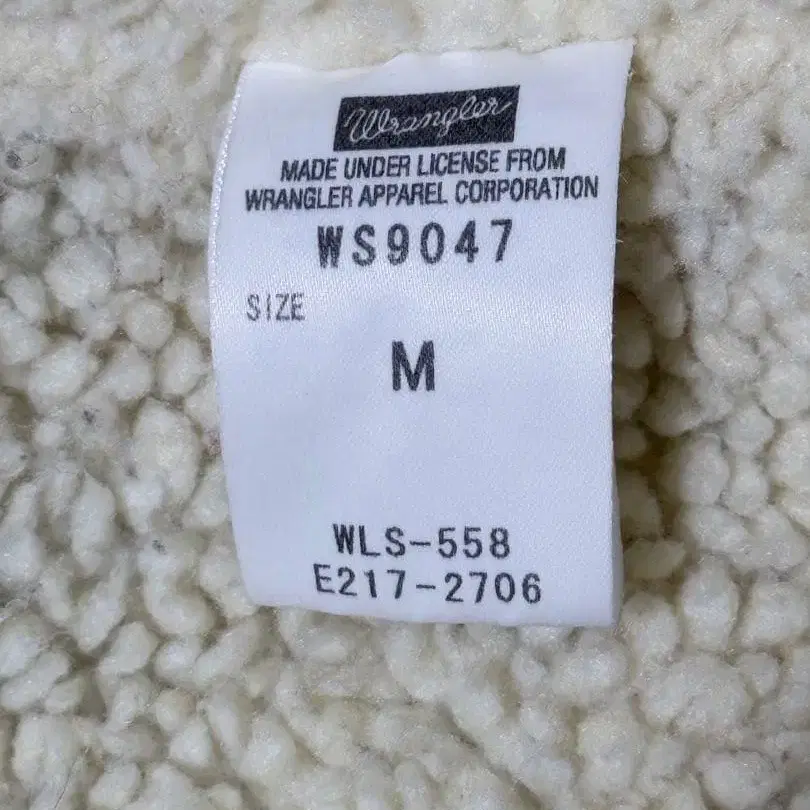 Wrangler
MADE UNDER LICENSE FROM
WRANGLER APPAREL CORPORATION
WS9047
SIZE
M
WLS-558
E217-2706